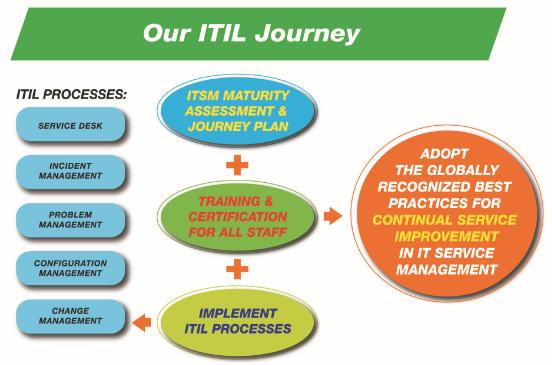 Our ITIL Journey
ITIL PROCESSES:
SERVICE DESK
INCIDENT
MANAGEMENT
PROBLEM
MANAGEMENT
CONFIGURATION
MANAGEMENT
CHANGE
MANAGEMENT
ITSM MATURITY
ASSESSMENT &
JOURNEY PLAN
TRAINING &
CERTIFICATION
FOR ALL STAFF
IMPLEMENT
ITIL PROCESSES
ADOPT
THE GLOBALLY
RECOGNIZED BEST
PRACTICES FOR
CONTINUAL SERVICE
IMPROVEMENT
IN IT SERVICE
MANAGEMENT